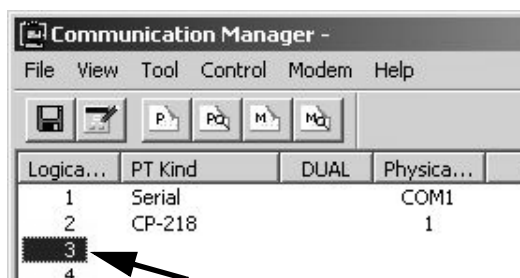 Communication Manager -
File View Tool Control Modem Help
P PQ M MQ
Logica... PT Kind DUAL Physica...
1 Serial COM1
2 CP-218 1
3
4